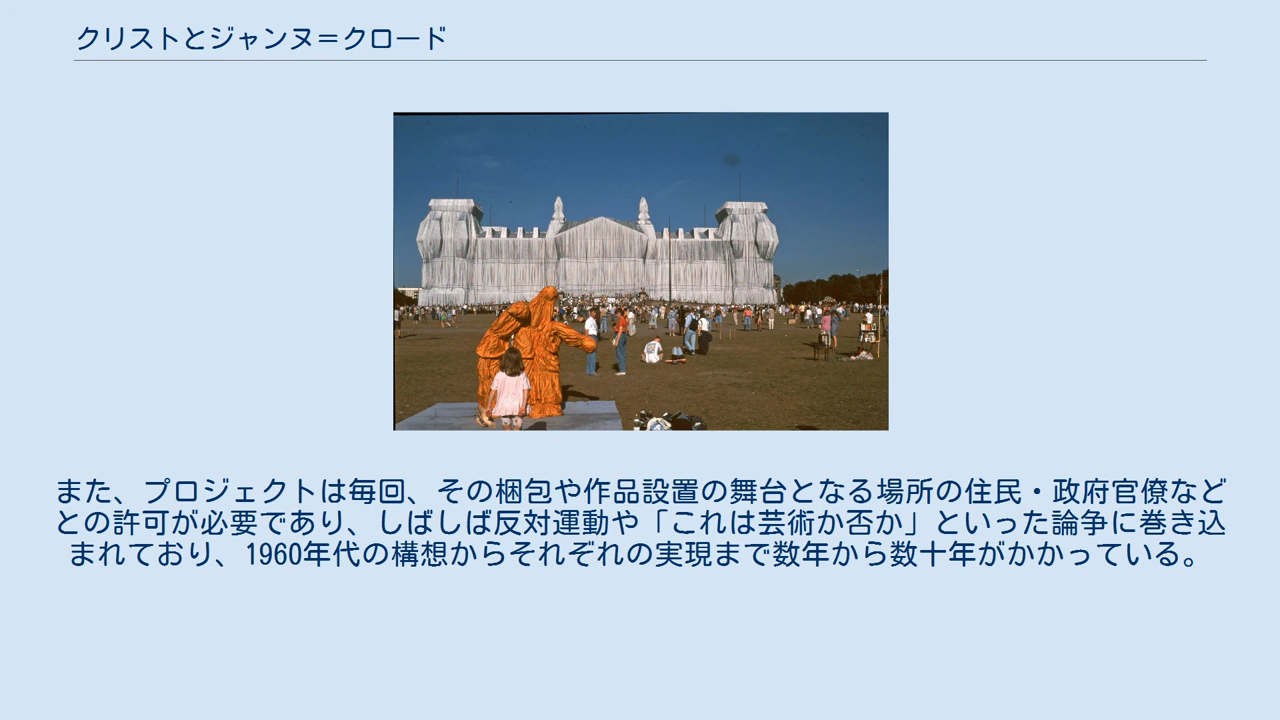 クリストとジャンヌ＝クロード
また、プロジェクトは毎回、その梱包や作品設置の舞台となる場所の住民・政府官僚など
との許可が必要であり、しばしば反対運動や「これは芸術か否か」といった論争に巻き込
まれており、1960年代の構想からそれぞれの実現まで数年から数十年がかかっている。